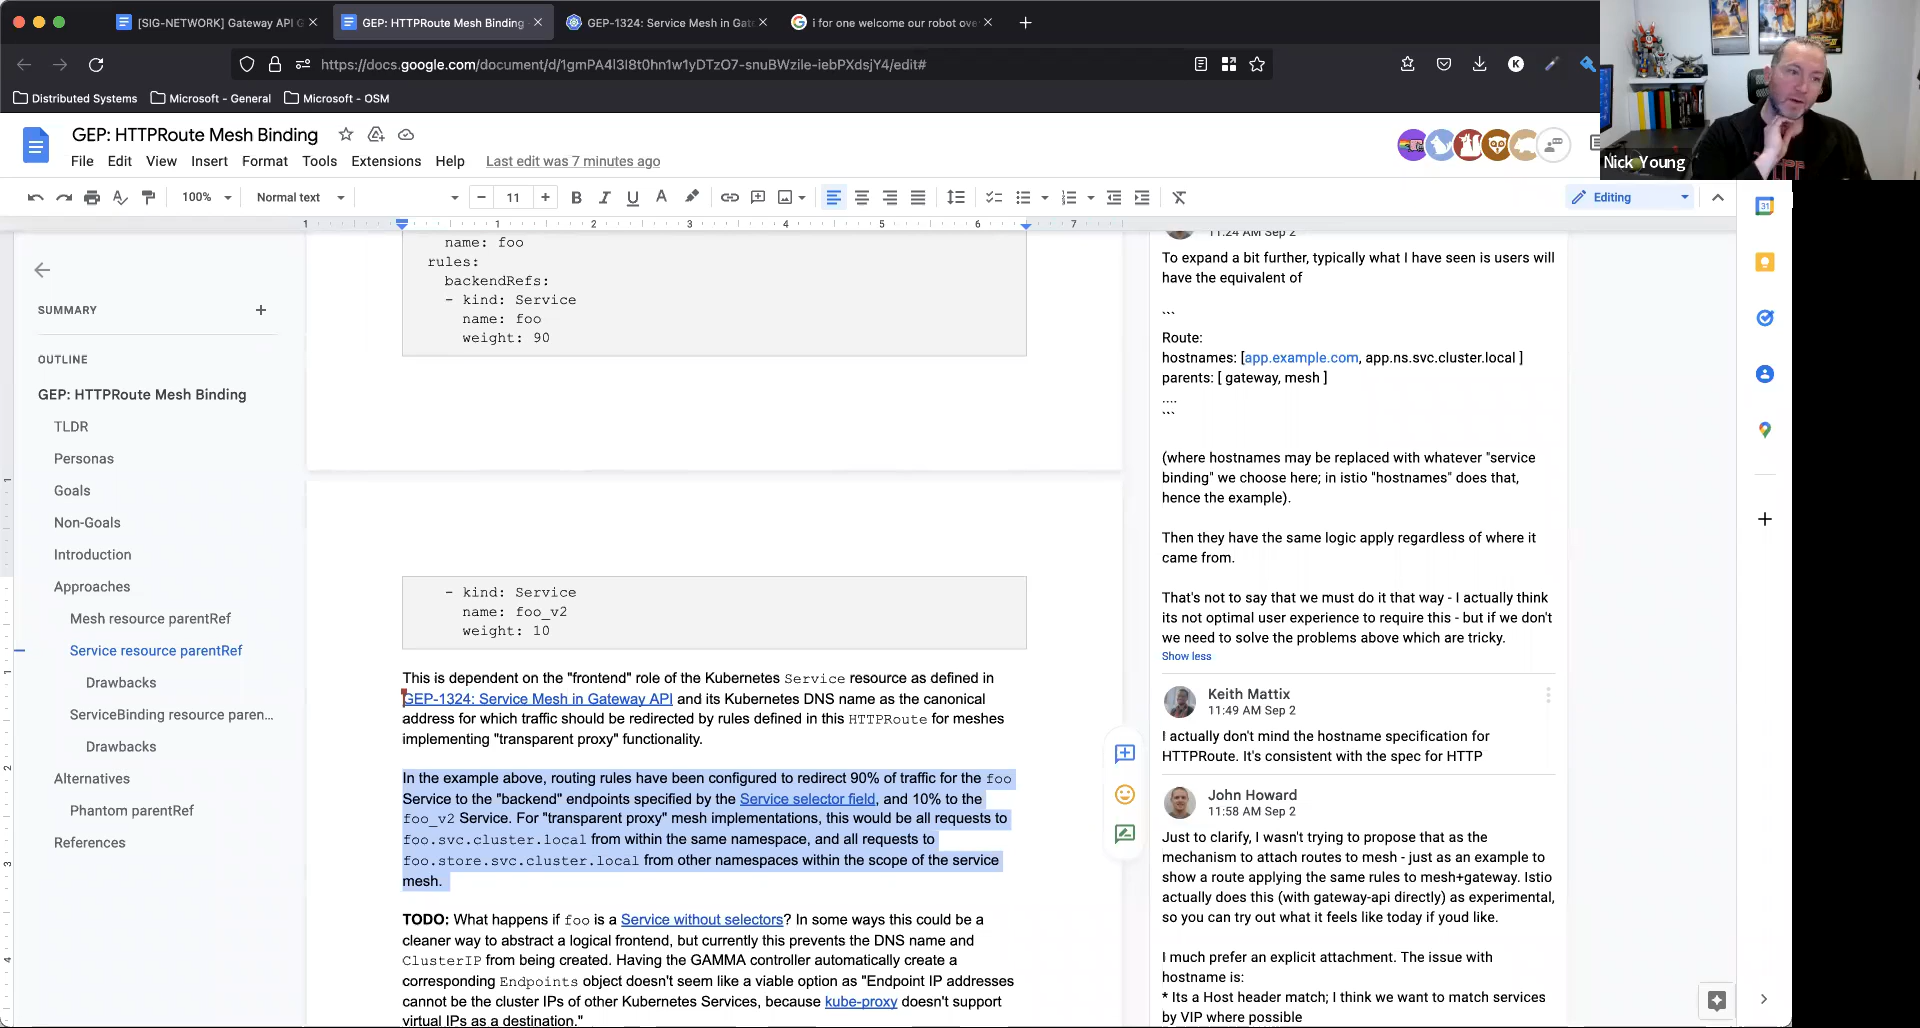 [SIG-NETWORK] Gateway API G
GEP: HTTPRoute Mesh Binding
GEP-1324: Service Mesh in Gat
i for one welcome our robot ove
https://docs.google.com/document/d/1gmPA4l3I8t0hn1w1yDTzO7-snuBWzile-iebPXdsjY4/edit#
K
Distributed Systems
Microsoft - General
Microsoft - OSM
Nick Young
GEP: HTTPRoute Mesh Binding
File Edit View Insert Format Tools Extensions Help Last edit was 7 minutes ago
100% Normal text 11 B I U A Editing
31
1 1 2 3 4 5 6 7
SUMMARY
OUTLINE
GEP: HTTPRoute Mesh Binding
TLDR
Personas
Goals
Non-Goals
Introduction
Approaches
Mesh resource parentRef
Service resource parentRef
Drawbacks
ServiceBinding resource paren...
Drawbacks
Alternatives
Phantom parentRef
References
1
1
2
3
4
name: foo
rules:
backendRefs:
- kind: Service
name: foo
weight: 90
- kind: Service
name: foo_v2
weight: 10
This is dependent on the "frontend" role of the Kubernetes Service resource as defined in
GEP-1324: Service Mesh in Gateway API and its Kubernetes DNS name as the canonical
address for which traffic should be redirected by rules defined in this HTTPRoute for meshes
implementing "transparent proxy" functionality.
In the example above, routing rules have been configured to redirect 90% of traffic for the foo
Service to the "backend" endpoints specified by the Service selector field, and 10% to the
foo_v2 Service. For "transparent proxy" mesh implementations, this would be all requests to
foo.svc.cluster.local from within the same namespace, and all requests to
foo.store.svc.cluster.local from other namespaces within the scope of the service
mesh.
TODO: What happens if foo is a Service without selectors? In some ways this could be a
cleaner way to abstract a logical frontend, but currently this prevents the DNS name and
ClusterIP from being created. Having the GAMMA controller automatically create a
corresponding Endpoints object doesn't seem like a viable option as "Endpoint IP addresses
cannot be the cluster IPs of other Kubernetes Services, because kube-proxy doesn't support
virtual IPs as a destination."
11:24 AM Sep 2
To expand a bit further, typically what I have seen is users will
have the equivalent of
```
Route:
hostnames: [app.example.com, app.ns.svc.cluster.local ]
parents: [ gateway, mesh ]
....
```
(where hostnames may be replaced with whatever "service
binding" we choose here; in istio "hostnames" does that,
hence the example).
Then they have the same logic apply regardless of where it
came from.
That's not to say that we must do it that way - I actually think
its not optimal user experience to require this - but if we don't
we need to solve the problems above which are tricky.
Show less
Keith Mattix
11:49 AM Sep 2
I actually don't mind the hostname specification for
HTTPRoute. It's consistent with the spec for HTTP
John Howard
11:58 AM Sep 2
Just to clarify, I wasn't trying to propose that as the
mechanism to attach routes to mesh - just as an example to
show a route applying the same rules to mesh+gateway. Istio
actually does this (with gateway-api directly) as experimental,
so you can try out what it feels like today if youd like.
I much prefer an explicit attachment. The issue with
hostname is:
* Its a Host header match; I think we want to match services
by VIP where possible